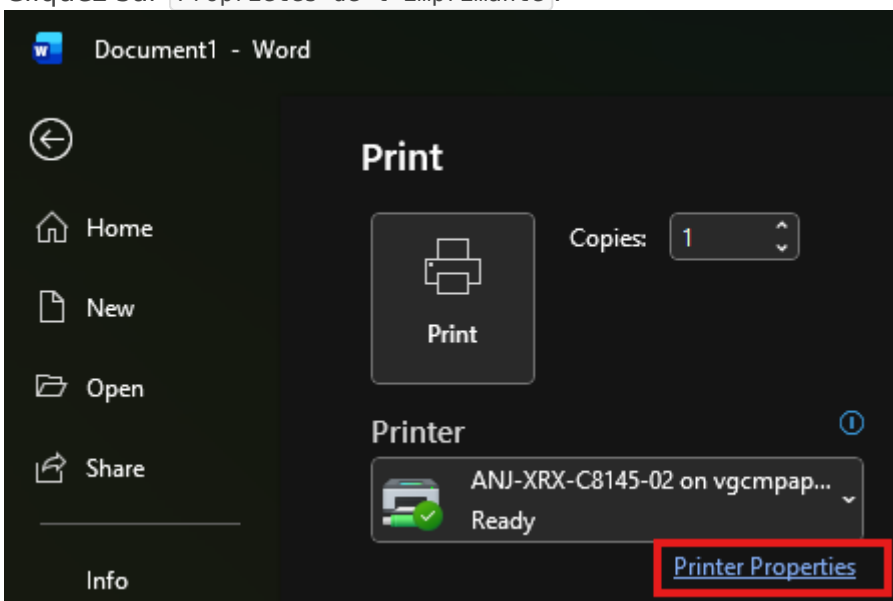 Document1 - Word
Print
Home
Copies: 1
New
Print
Open
Printer
Share
ANJ-XRX-C8145-02 on vgcmpap...
Ready
Printer Properties
Info